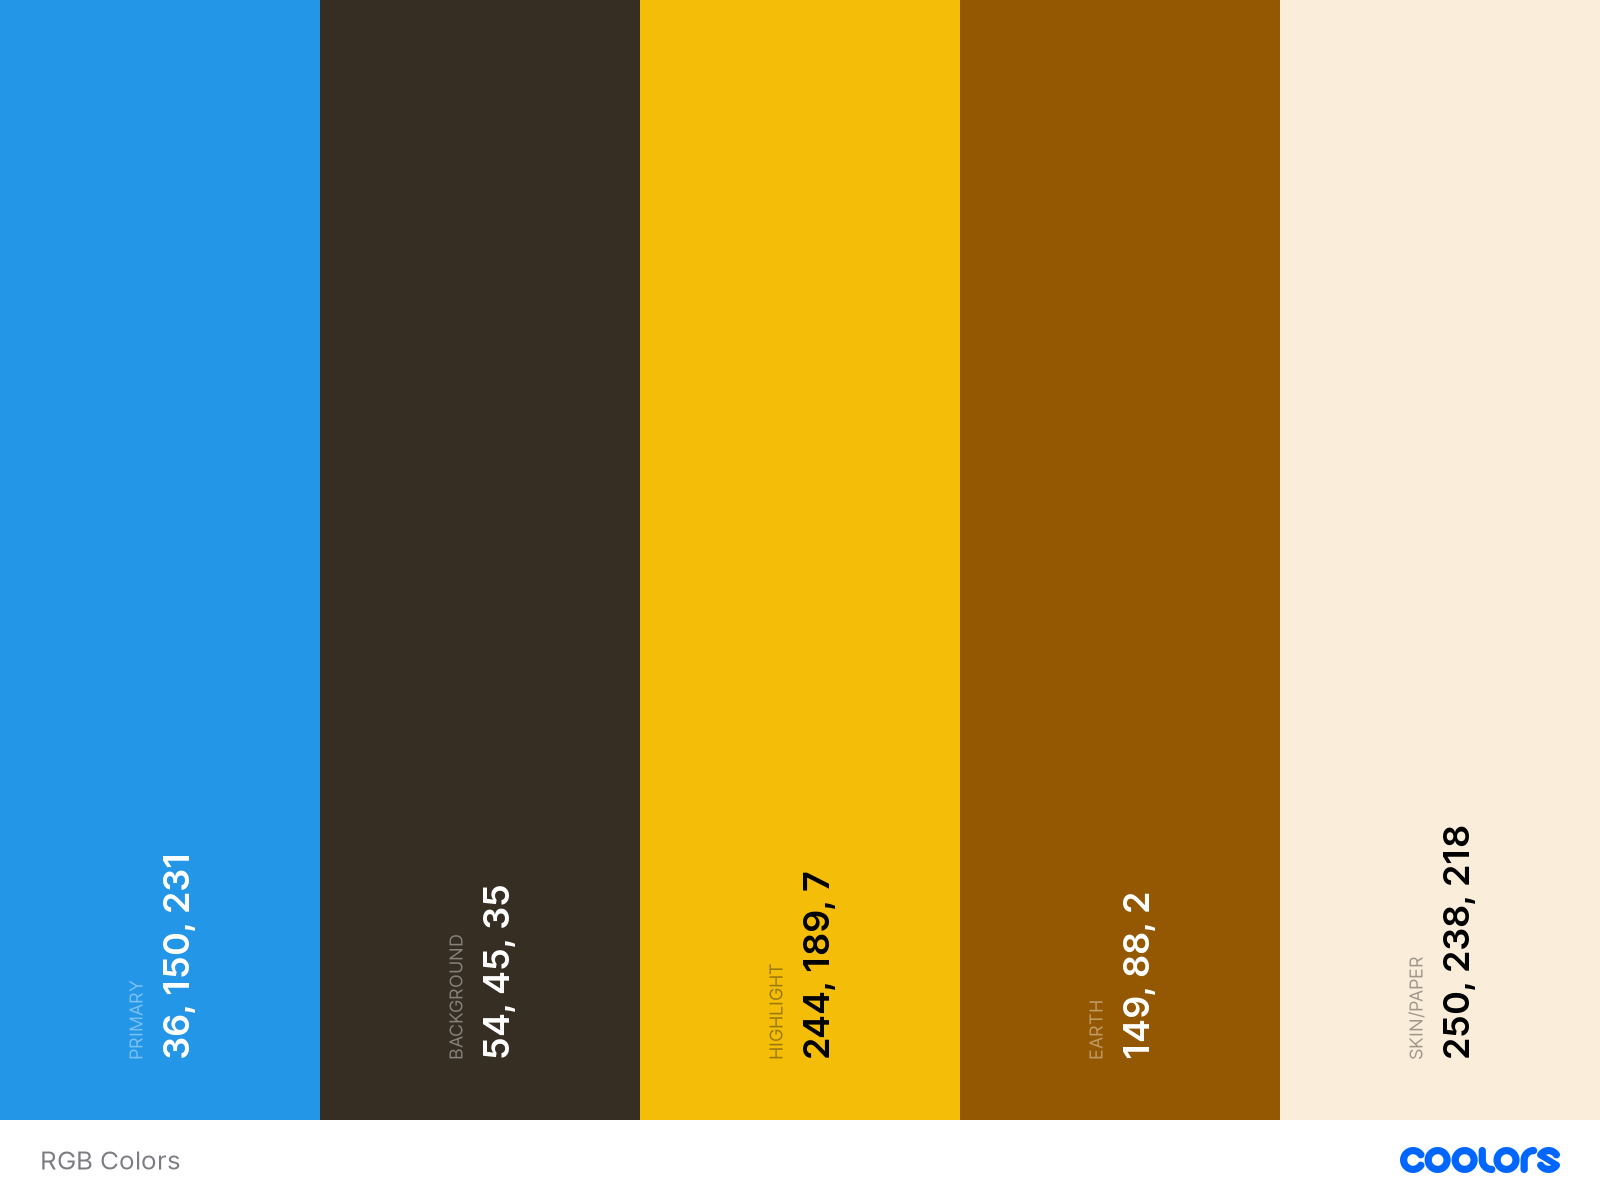 PRIMARY
36, 150, 231
BACKGROUND
54, 45, 35
HIGHLIGHT
244, 189, 7
EARTH
149, 88, 2
SKIN/PAPER
250, 238, 218
RGB Colors
coolors